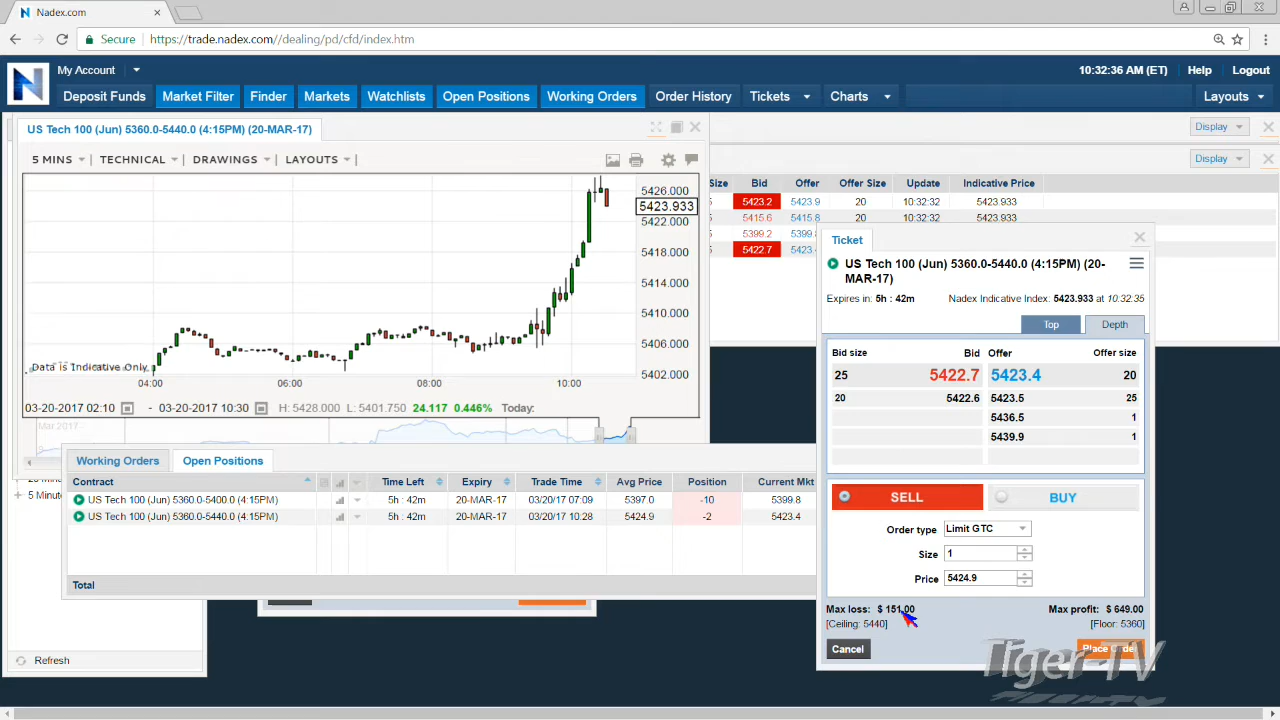 Nadex.com
Secure https://trade.nadex.com//dealing/pd/cfd/index.htm
My Account
10:32:36 AM (ET) Help Logout
Deposit Funds Market Filter Finder Markets Watchlists Open Positions Working Orders Order History Tickets Charts Layouts
US Tech 100 (Jun) 5360.0-5440.0 (4:15PM) (20-MAR-17)
Display
5 MINS TECHNICAL DRAWINGS LAYOUTS
Display
Size Bid Offer Offer Size Update Indicative Price
5423.2 5423.9 20 10:32:32 5423.933
5415.6 5415.8 20 10:32:32 5423.933
5399.2
5422.7
5426.000
5423.933
5422.000
5418.000
5414.000
5410.000
5406.000
5402.000
Data is Indicative Only
04:00 06:00 08:00 10:00
03-20-2017 02:10 - 03-20-2017 10:30 H: 5428.000 L: 5401.750 24.117 0.446% Today:
Mar 2017
Working Orders Open Positions
Contract Time Left Expiry Trade Time Avg Price Position Current Mkt
US Tech 100 (Jun) 5360.0-5400.0 (4:15PM) 5h : 42m 20-MAR-17 03/20/17 07:09 5397.0 -10 5399.8
US Tech 100 (Jun) 5360.0-5440.0 (4:15PM) 5h : 42m 20-MAR-17 03/20/17 10:28 5424.9 -2 5423.4
Total
5 Minute
Refresh
Ticket
US Tech 100 (Jun) 5360.0-5440.0 (4:15PM) (20-
MAR-17)
Expires in: 5h : 42m Nadex Indicative Index: 5423.933 at 10:32:35
Top Depth
Bid size Bid Offer Offer size
25 5422.7 5423.4 20
20 5422.6 5423.5 25
5436.5 1
5439.9 1
SELL BUY
Order type Limit GTC
Size 1
Price 5424.9
Max loss: $ 151.00 Max profit: $ 649.00
[Ceiling: 5440] [Floor: 5360]
Cancel Place Order
Tiger-TV